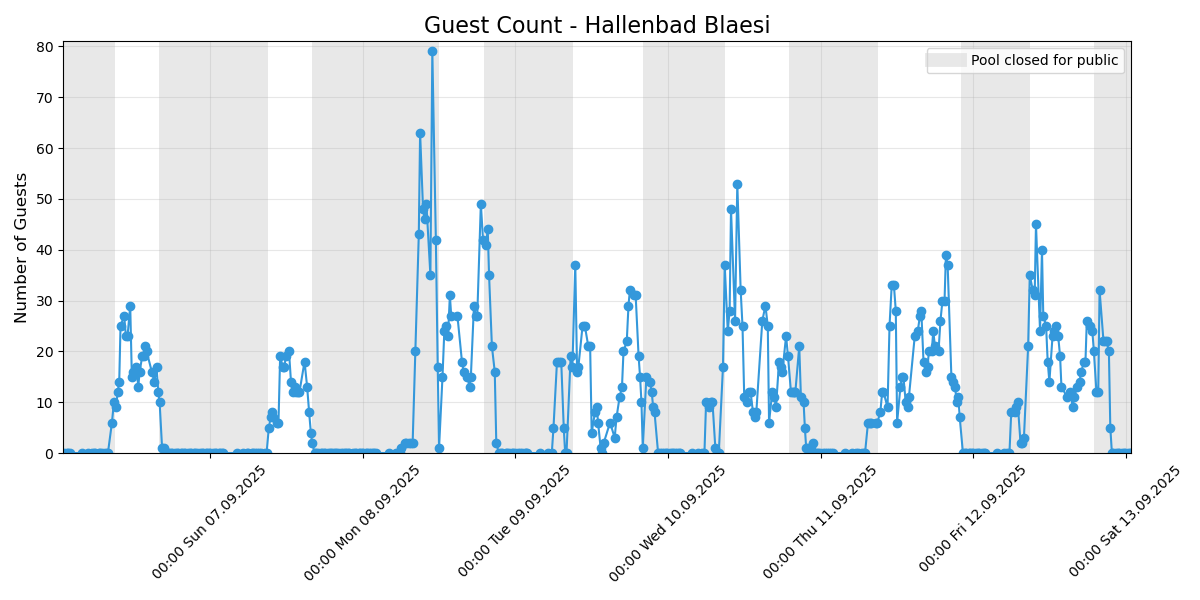 Guest Count - Hallenbad Blaesi
Pool closed for public
Number of Guests
80
70
60
50
40
30
20
10
0
00:00 Sun 07.09.2025
00:00 Mon 08.09.2025
00:00 Tue 09.09.2025
00:00 Wed 10.09.2025
00:00 Thu 11.09.2025
00:00 Fri 12.09.2025
00:00 Sat 13.09.2025